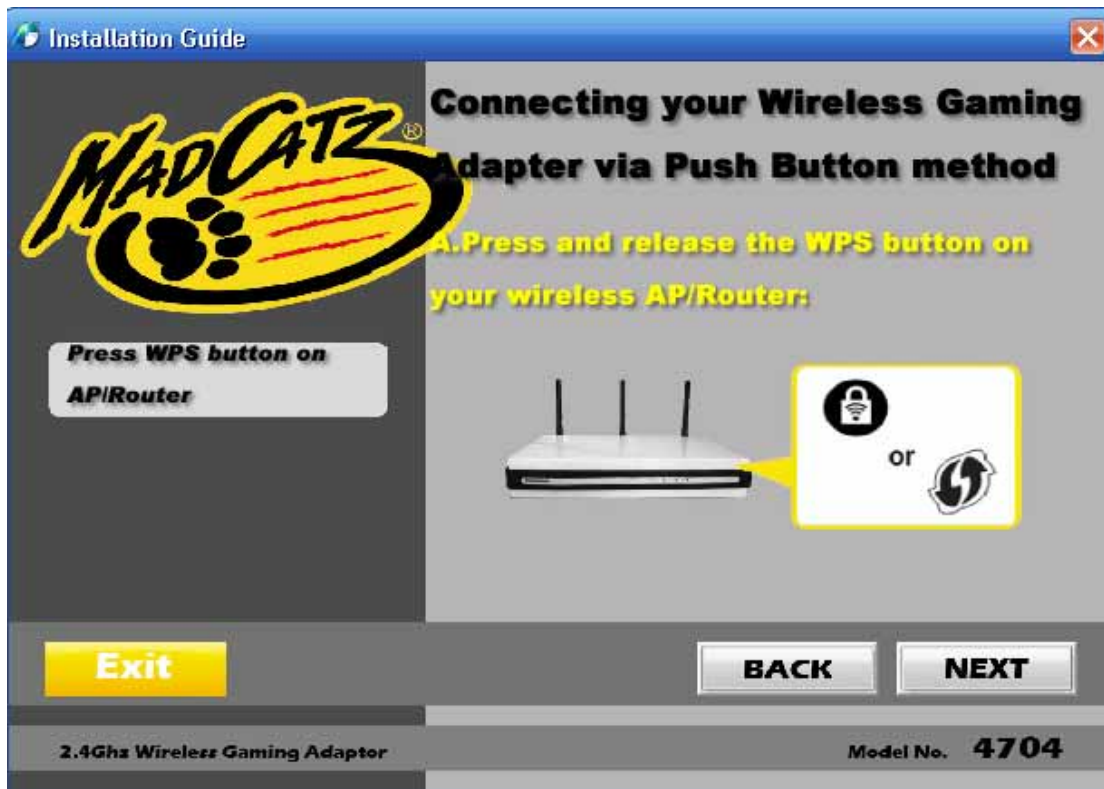 Installation Guide
MADCATZ®
Connecting your Wireless Gaming
Adapter via Push Button method
A.Press and release the WPS button on
your wireless AP/Router:
Press WPS button on
AP/Router
or
Exit
BACK
NEXT
2.4Ghz Wireless Gaming Adaptor
Model No. 4704